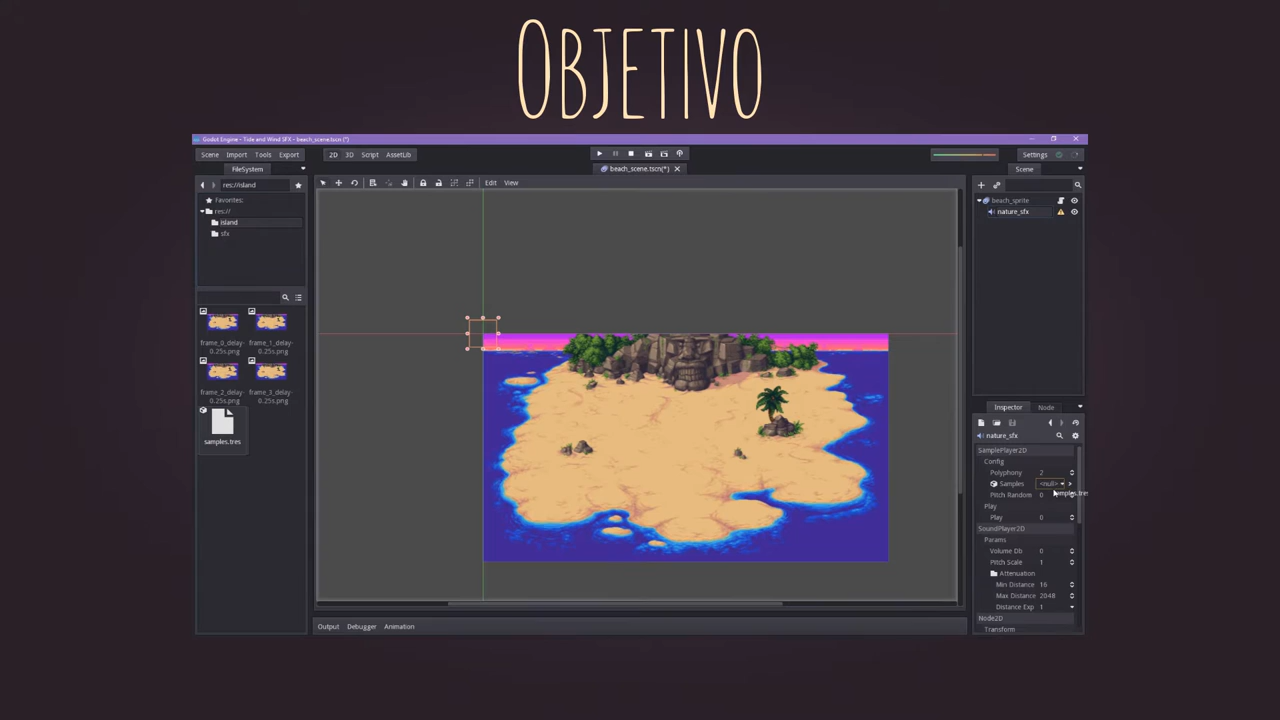 OBJETIVO
Godot Engine - Tide and Wind SFX - beach_scene.tscn (*)
Scene Import Tools Export
2D 3D Script AssetLib
Settings
FileSystem
beach_scene.tscn(*)
Scene
res://island
Edit View
Favorites:
res://
island
sfx
beach_sprite
nature_sfx
frame_0_delay-0.25s.png
frame_1_delay-0.25s.png
frame_2_delay-0.25s.png
frame_3_delay-0.25s.png
samples.tres
Inspector Node
nature_sfx
SamplePlayer2D
Config
Polyphony 2
Samples <null>
samples.tres
Pitch Random 0
Play
Play 0
SoundPlayer2D
Params
Volume Db 0
Pitch Scale 1
Attenuation
Min Distance 16
Max Distance 2048
Distance Exp 1
Node2D
Transform
Output Debugger Animation